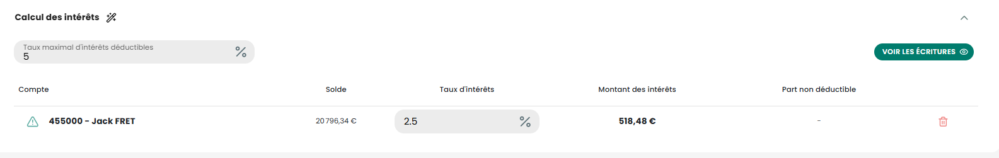 Calcul des intérêts
Taux maximal d'intérêts déductibles
5 %
VOIR LES ÉCRITURES
Compte Solde Taux d'intérêts Montant des intérêts Part non déductible
455000 - Jack FRET 20 796,34 € 2.5 % 518,48 € -